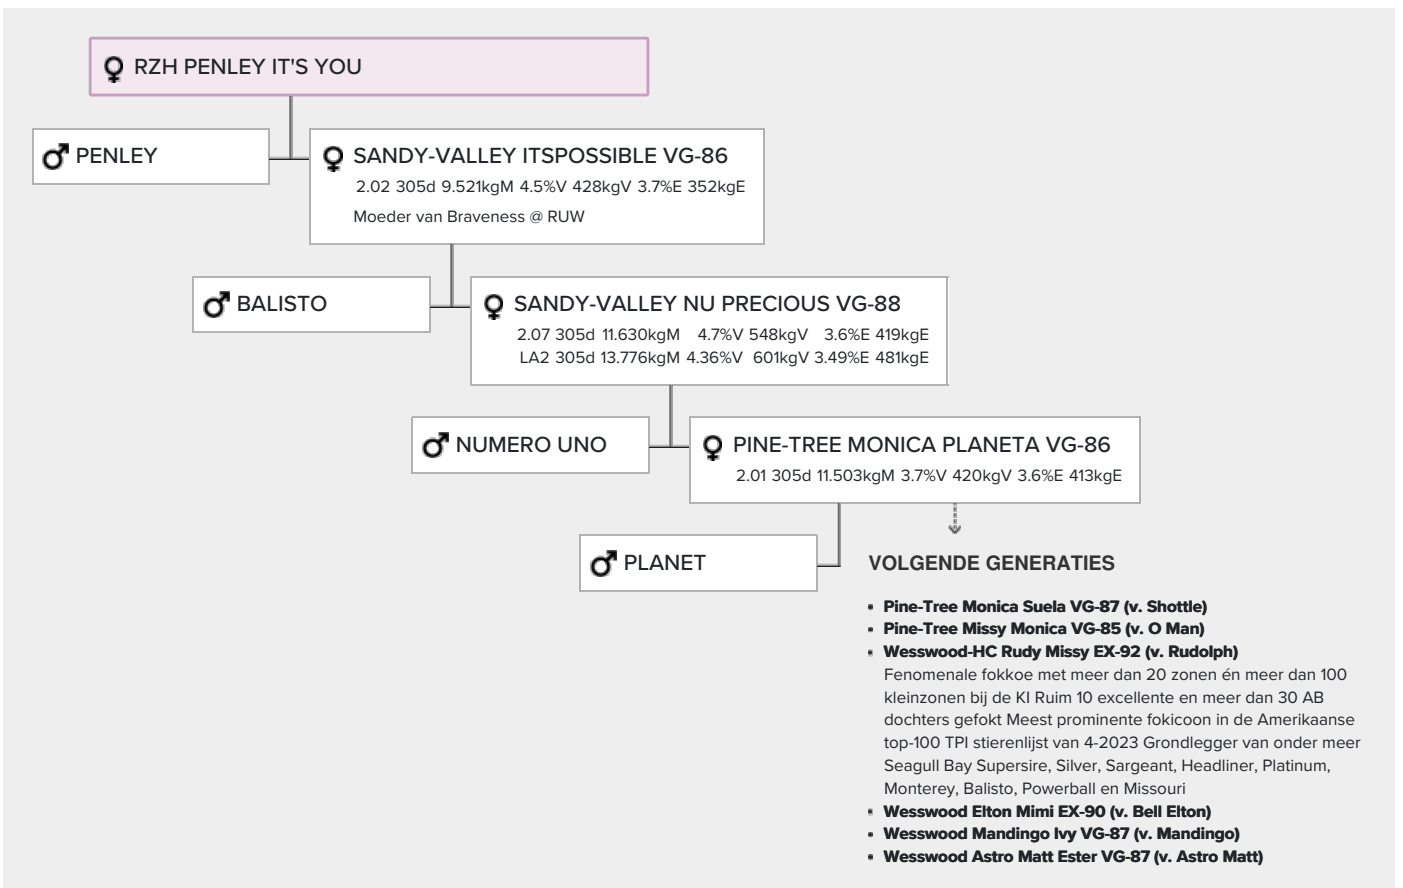 RZH PENLEY IT'S YOU
PENLEY
SANDY-VALLEY ITSPOSSIBLE VG-86
2.02 305d 9.521kgM 4.5%V 428kgV 3.7%E 352kgE
Moeder van Braveness @ RUW
BALISTO
SANDY-VALLEY NU PRECIOUS VG-88
2.07 305d 11.630kgM 4.7%V 548kgV 3.6%E 419kgE
LA2 305d 13.776kgM 4.36%V 601kgV 3.49%E 481kgE
NUMERO UNO
PINE-TREE MONICA PLANETA VG-86
2.01 305d 11.503kgM 3.7%V 420kgV 3.6%E 413kgE
PLANET
VOLGENDE GENERATIES
• Pine-Tree Monica Suela VG-87 (v. Shottle)
• Pine-Tree Missy Monica VG-85 (v. O Man)
• Wesswood-HC Rudy Missy EX-92 (v. Rudolph)
Fenomenale fokkoe met meer dan 20 zonen én meer dan 100
kleinzonen bij de KI Ruim 10 excellente en meer dan 30 AB
dochters gefokt Meest prominente fokicoon in de Amerikaanse
top-100 TPI stierenlijst van 4-2023 Grondlegger van onder meer
Seagull Bay Supersire, Silver, Sargeant, Headliner, Platinum,
Monterey, Balisto, Powerball en Missouri
• Wesswood Elton Mimi EX-90 (v. Bell Elton)
• Wesswood Mandingo Ivy VG-87 (v. Mandingo)
• Wesswood Astro Matt Ester VG-87 (v. Astro Matt)